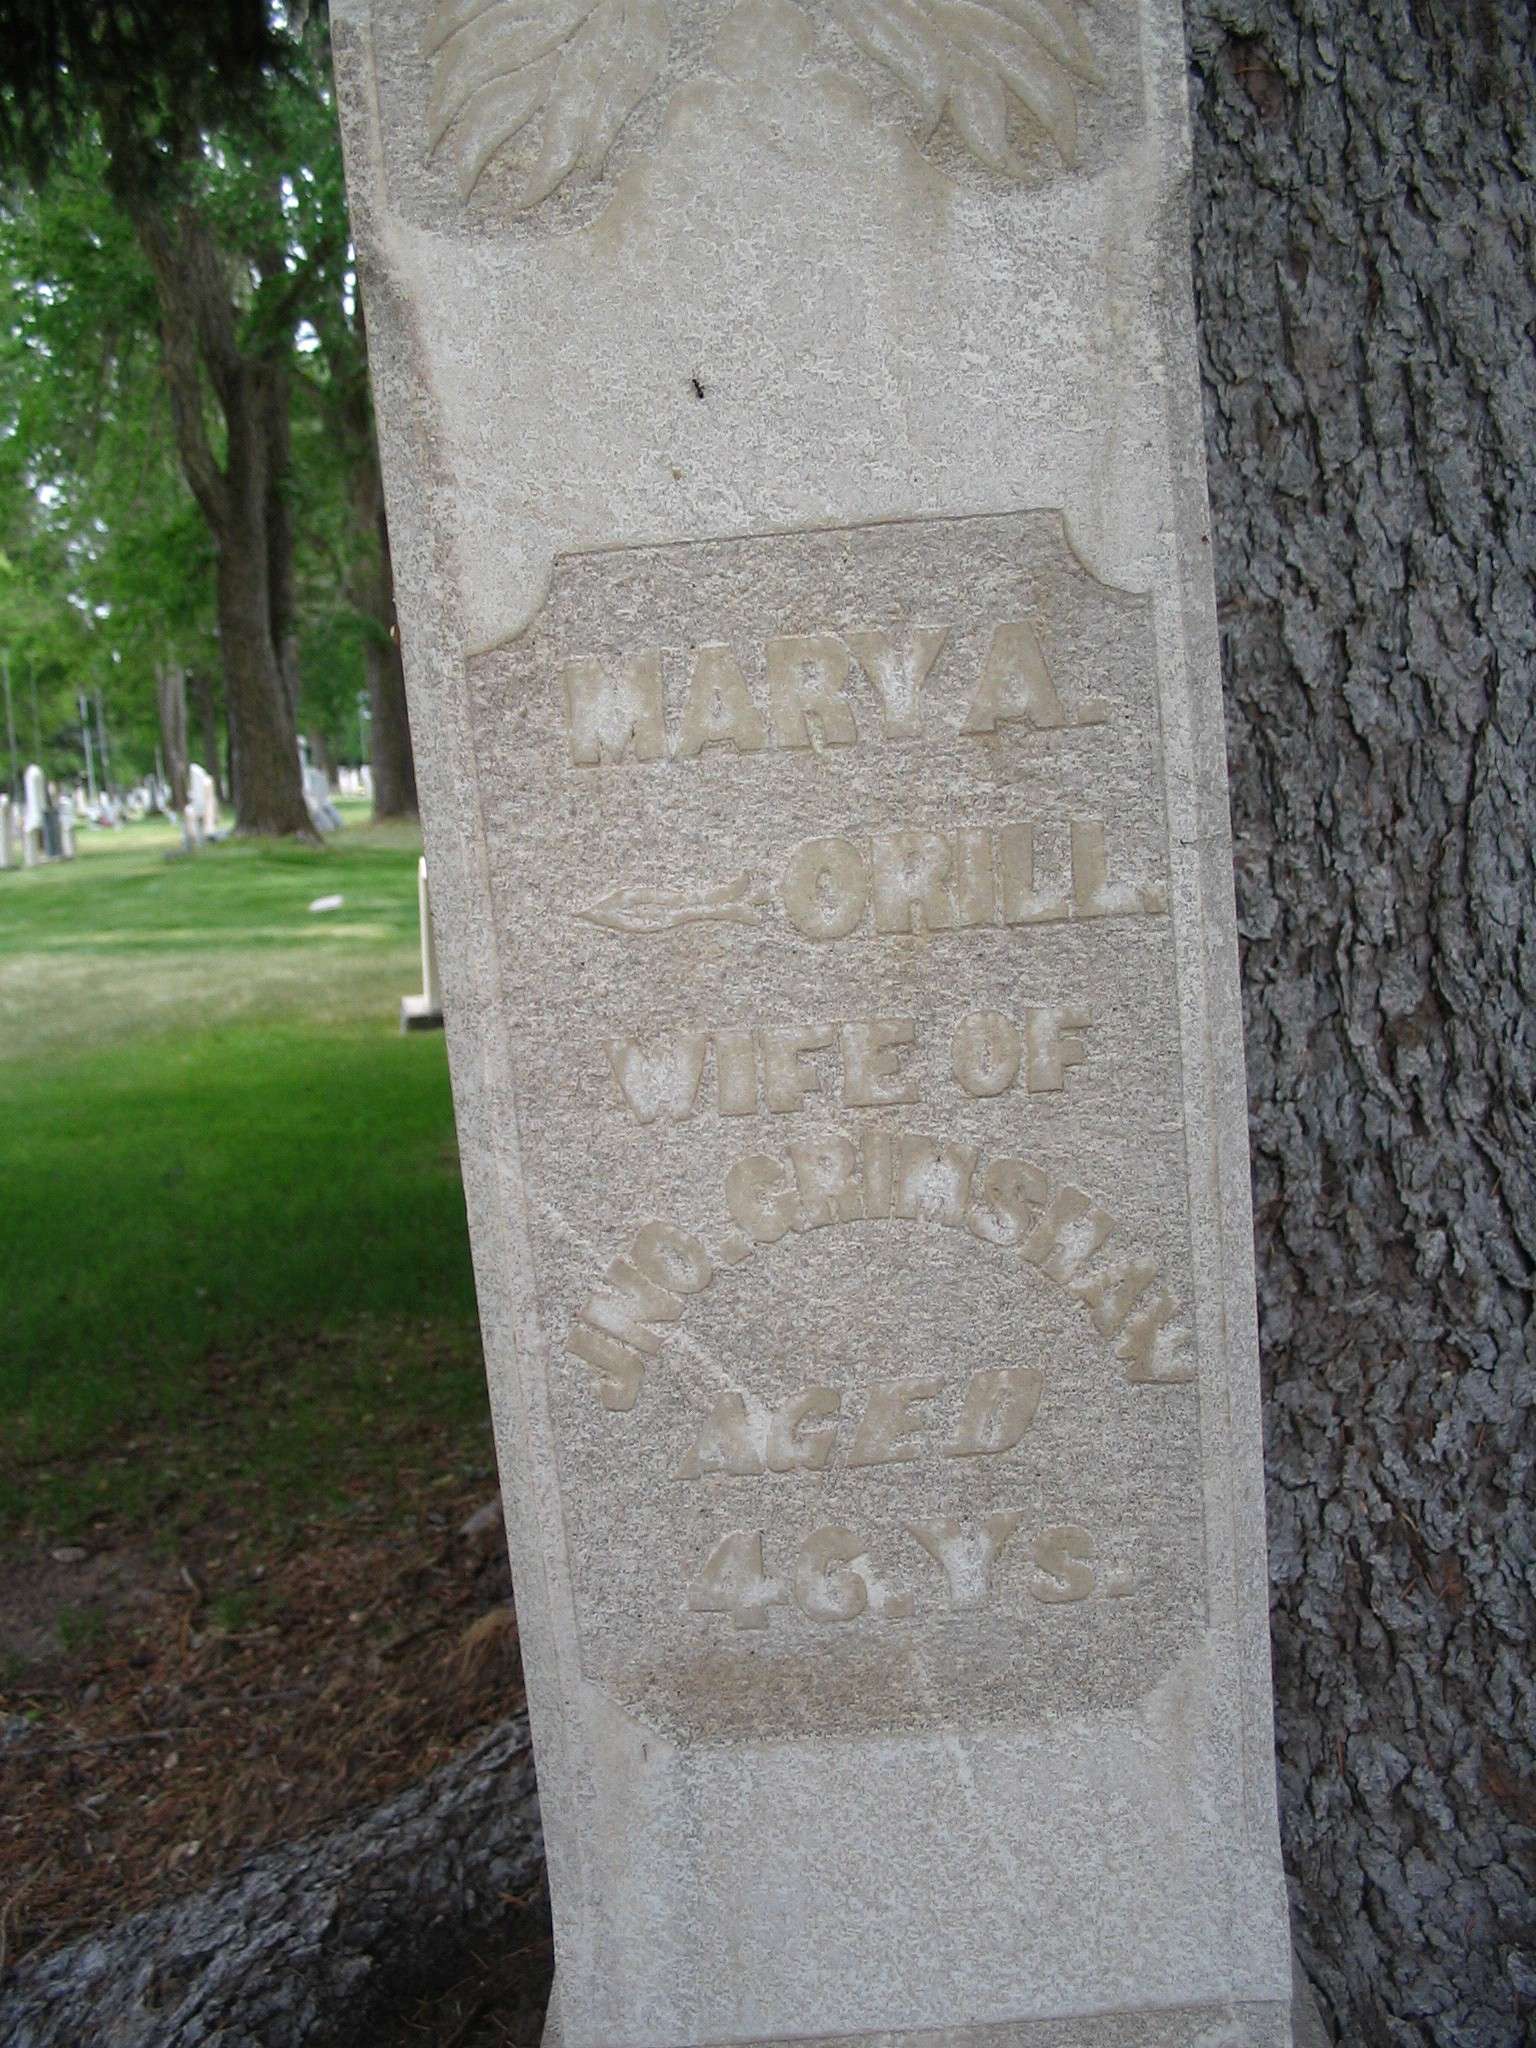 MARY A.
ORILL.
WIFE OF
JNO. GRIMSHAW
AGED
46. Ys.